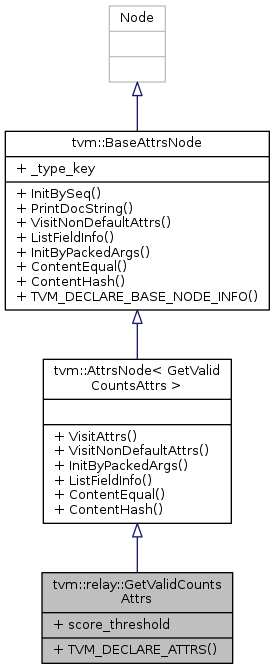 Node
tvm::BaseAttrsNode
+ _type_key
+ InitBySeq()
+ PrintDocString()
+ VisitNonDefaultAttrs()
+ ListFieldInfo()
+ InitByPackedArgs()
+ ContentEqual()
+ ContentHash()
+ TVM_DECLARE_BASE_NODE_INFO()
tvm::AttrsNode< GetValid
CountsAttrs >
+ VisitAttrs()
+ VisitNonDefaultAttrs()
+ InitByPackedArgs()
+ ListFieldInfo()
+ ContentEqual()
+ ContentHash()
tvm::relay::GetValidCounts
Attrs
+ score_threshold
+ TVM_DECLARE_ATTRS()